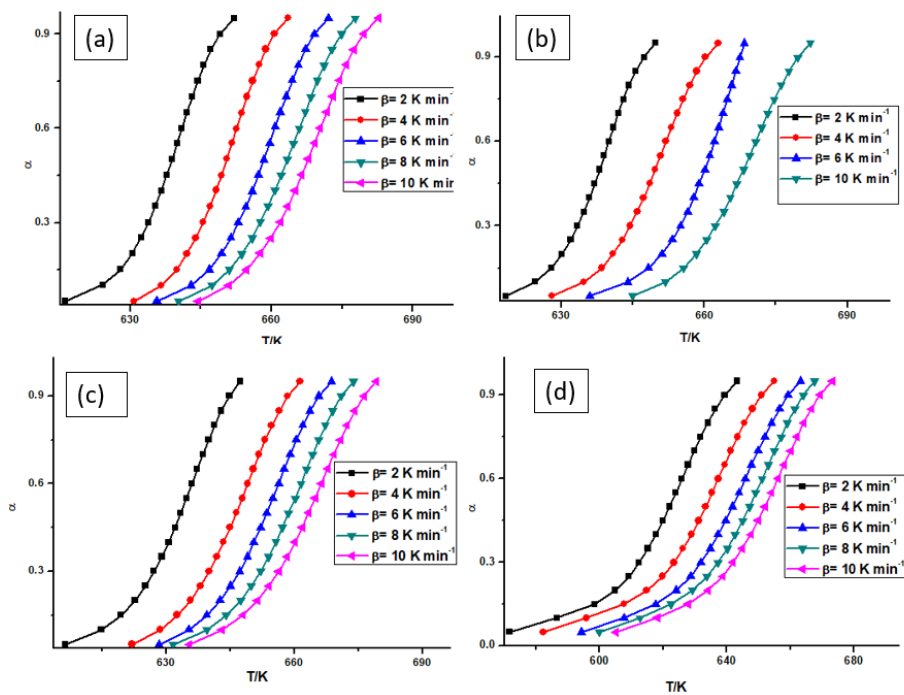 (a)
0.9
0.6
0.3
α
630
660
690
T/K
β= 2 K min⁻
β= 4 K min⁻
β= 6 K min⁻
β= 8 K min⁻
β= 10 K min
(b)
0.9
0.6
0.3
α
630
660
690
T/K
β= 2 K min⁻¹
β= 4 K min⁻¹
β= 6 K min⁻¹
β= 10 K min⁻¹
(c)
0.9
0.6
0.3
α
630
660
690
T/K
β= 2 K min⁻¹
β= 4 K min⁻¹
β= 6 K min⁻¹
β= 8 K min⁻¹
β= 10 K min⁻¹
(d)
0.9
0.6
0.3
0.0
α
600
640
680
T/K
β= 2 K min⁻¹
β= 4 K min⁻¹
β= 6 K min⁻¹
β= 8 K min⁻¹
β= 10 K min⁻¹